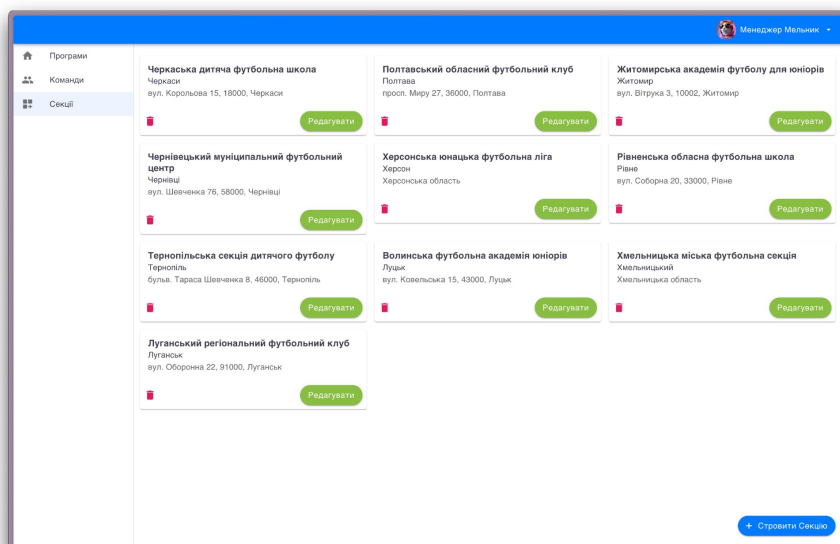 Менеджер Мельник
Програми
Команди
Секції
Черкаська дитяча футбольна школа
Черкаси
вул. Корольова 15, 18000, Черкаси
Редагувати
Полтавський обласний футбольний клуб
Полтава
просп. Миру 27, 36000, Полтава
Редагувати
Житомирська академія футболу для юніорів
Житомир
вул. Вітрука 3, 10002, Житомир
Редагувати
Чернівецький муніципальний футбольний
центр
Чернівці
вул. Шевченка 76, 58000, Чернівці
Редагувати
Херсонська юнацька футбольна ліга
Херсон
Херсонська область
Редагувати
Рівненська обласна футбольна школа
Рівне
вул. Соборна 20, 33000, Рівне
Редагувати
Тернопільська секція дитячого футболу
Тернопіль
бульв. Тараса Шевченка 8, 46000, Тернопіль
Редагувати
Волинська футбольна академія юніорів
Луцьк
вул. Ковельська 15, 43000, Луцьк
Редагувати
Хмельницька міська футбольна секція
Хмельницький
Хмельницька область
Редагувати
Луганський регіональний футбольний клуб
Луганськ
вул. Оборонна 22, 91000, Луганськ
Редагувати
+ Стровити Секцію